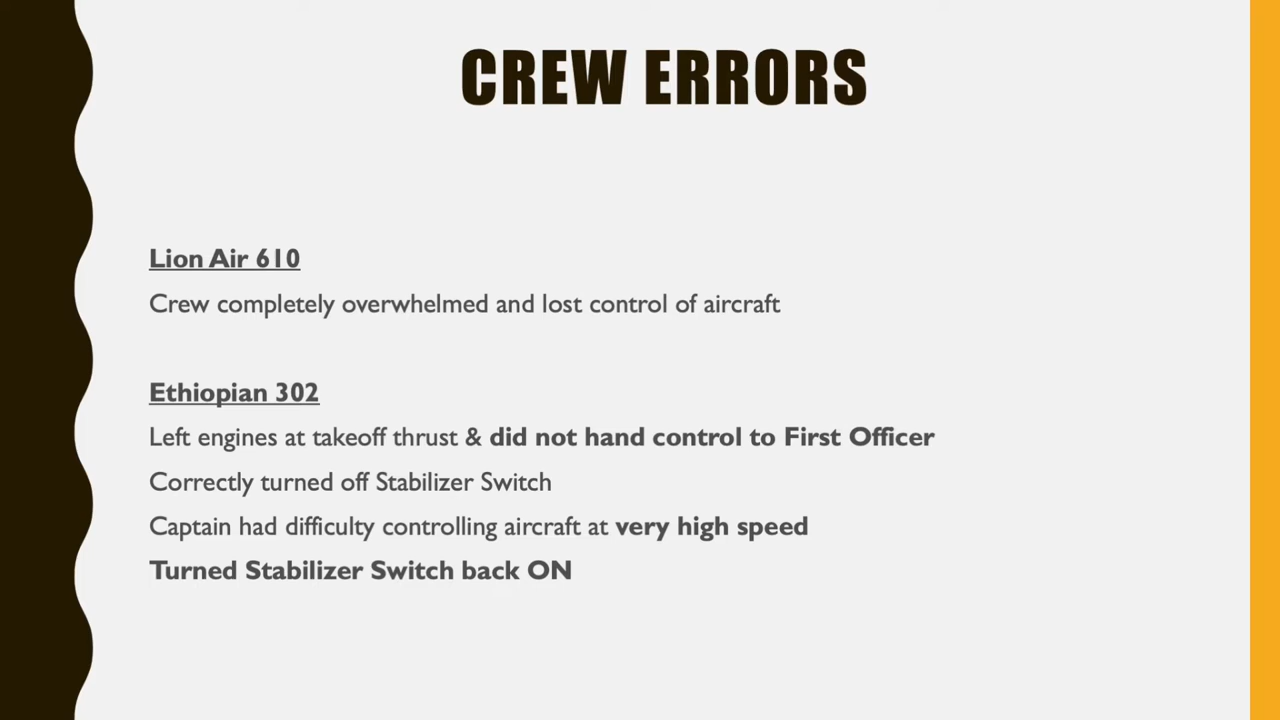 CREW ERRORS
Lion Air 610
Crew completely overwhelmed and lost control of aircraft
Ethiopian 302
Left engines at takeoff thrust & did not hand control to First Officer
Correctly turned off Stabilizer Switch
Captain had difficulty controlling aircraft at very high speed
Turned Stabilizer Switch back ON